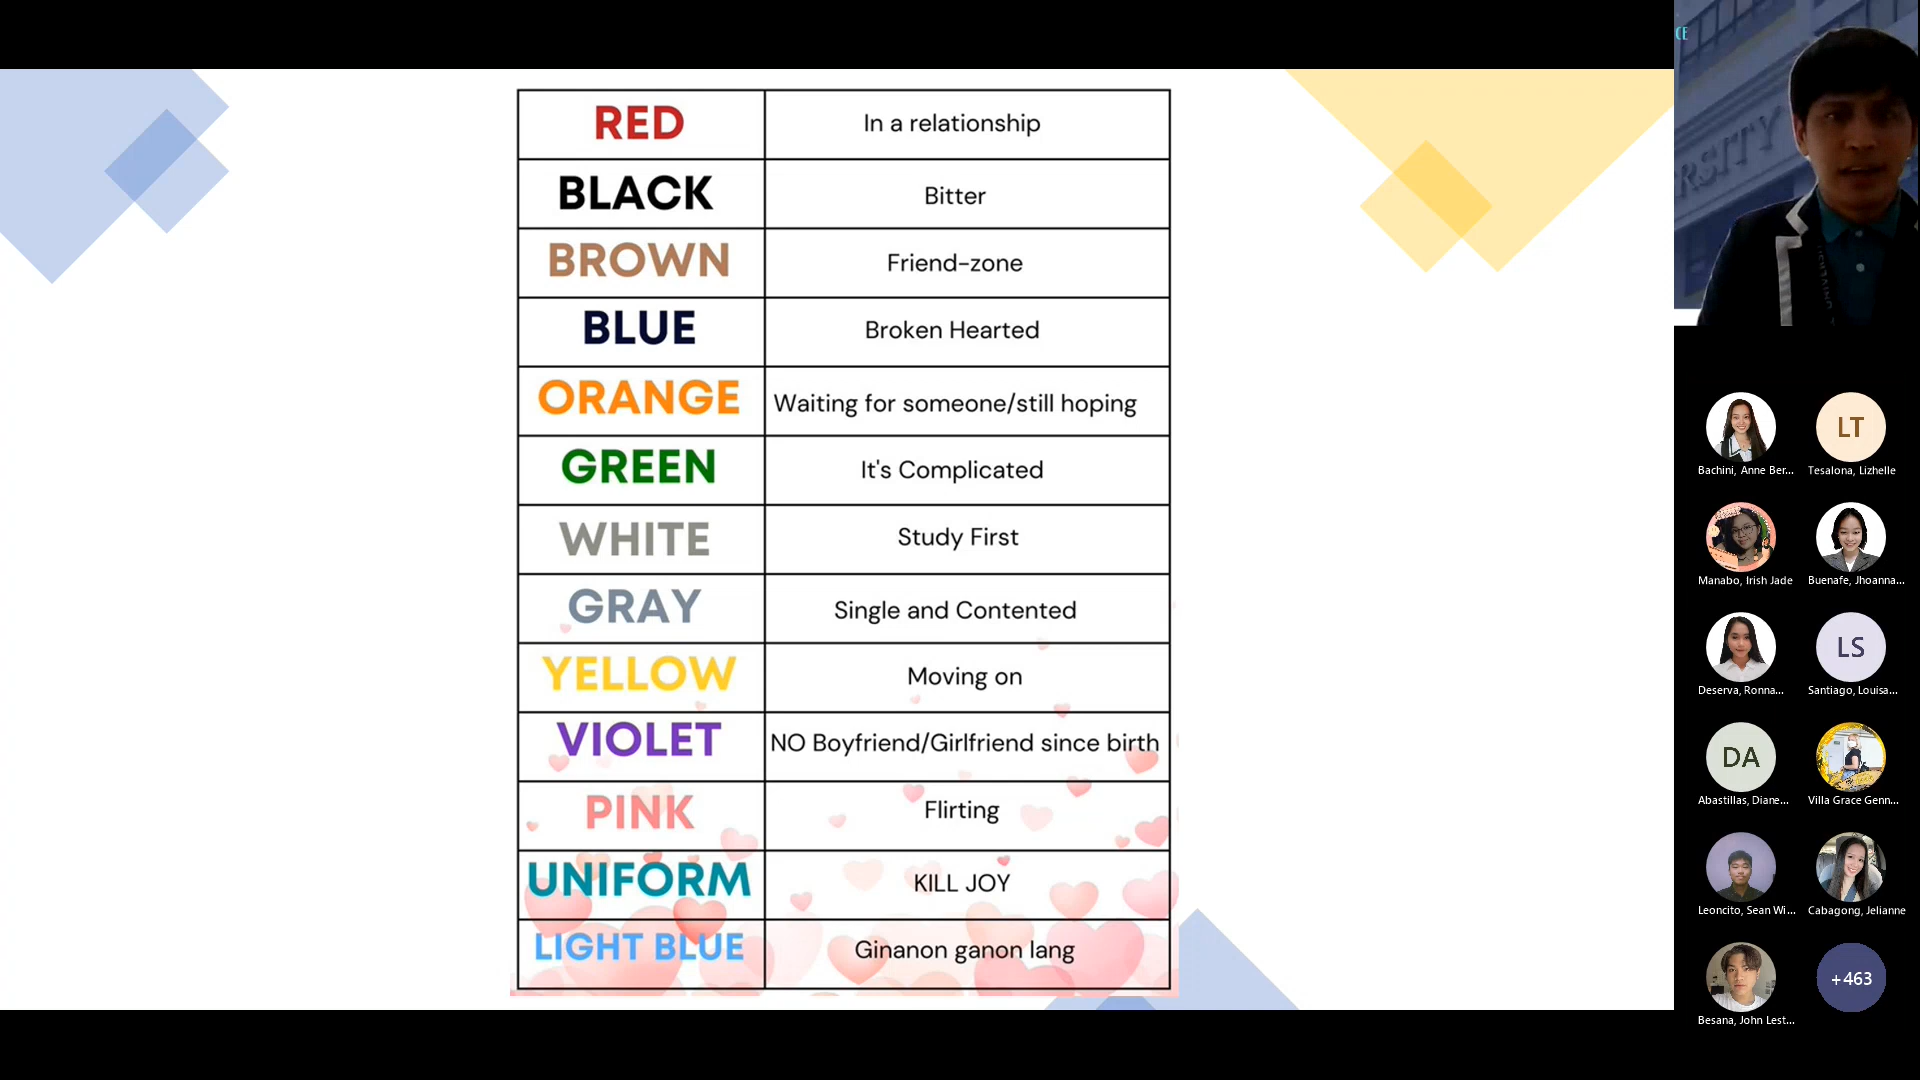 RED
In a relationship
BLACK
Bitter
BROWN
Friend-zone
BLUE
Broken Hearted
ORANGE
Waiting for someone/still hoping
GREEN
It's Complicated
WHITE
Study First
GRAY
Single and Contented
YELLOW
Moving on
VIOLET
NO Boyfriend/Girlfriend since birth
PINK
Flirting
UNIFORM
KILL JOY
LIGHT BLUE
Ginanon ganon lang
CE
RSITY
Bachini, Anne Ber...
LT
Tesalona, Lizhelle
Manabo, Irish Jade
Buenafe, Jhoanna...
Deserva, Ronna...
LS
Santiago, Louisa...
DA
Abastillas, Diane...
Villa Grace Genn...
Leoncito, Sean Wi...
Cabagong, Jelianne
Besana, John Lest...
+463